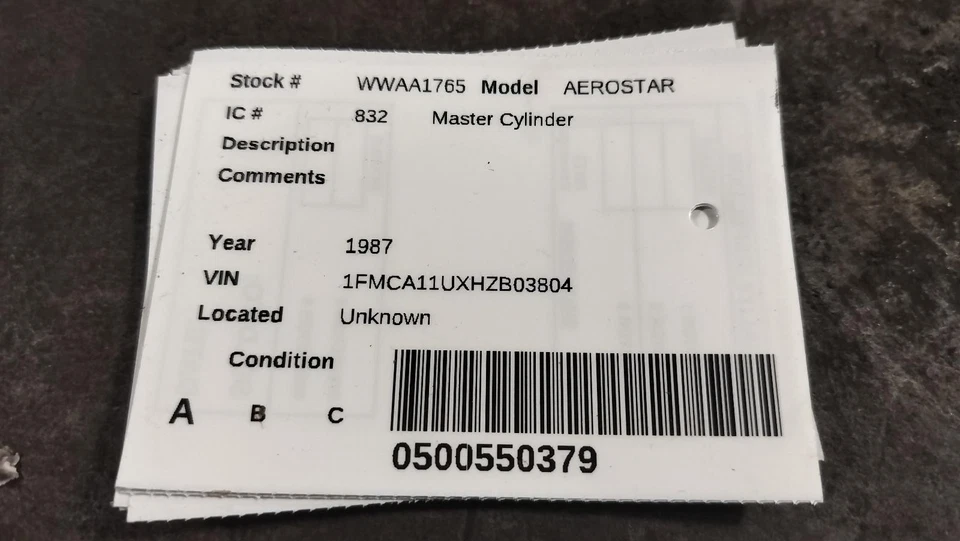 Stock # WWAA1765 Model AEROSTAR
IC # 832 Master Cylinder
Description
Comments
Year 1987
VIN 1FMCA11UXHZB03804
Located Unknown
Condition
A B C
0500550379